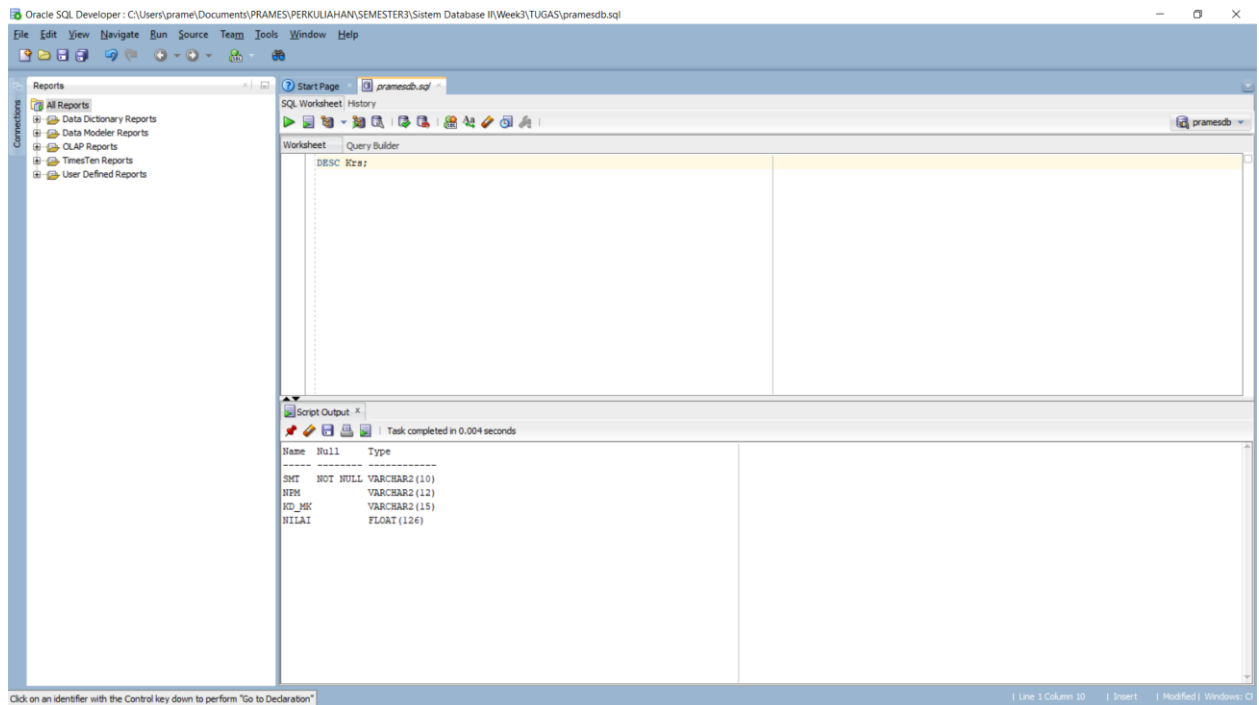 Oracle SQL Developer : C:\Users\prame\Documents\PRAMES\PERKULIAHAN\SEMESTER3\Sistem Database II\Week3\TUGAS\pramesdb.sql
File Edit View Navigate Run Source Team Tools Window Help
Connections
Reports
All Reports
Data Dictionary Reports
Data Modeler Reports
OLAP Reports
TimesTen Reports
User Defined Reports
Start Page pramesdb.sql
SQL Worksheet History
pramesdb
Worksheet Query Builder
DESC Krs;
Script Output
Task completed in 0.004 seconds
Name Null Type
----- -------- ------------
SMT NOT NULL VARCHAR2(10)
NPM VARCHAR2(12)
KD_MK VARCHAR2(15)
NILAI FLOAT(126)
Click on an identifier with the Control key down to perform "Go to Declaration"
| Line 1 Column 10 | Insert | Modified | Windows: Cl